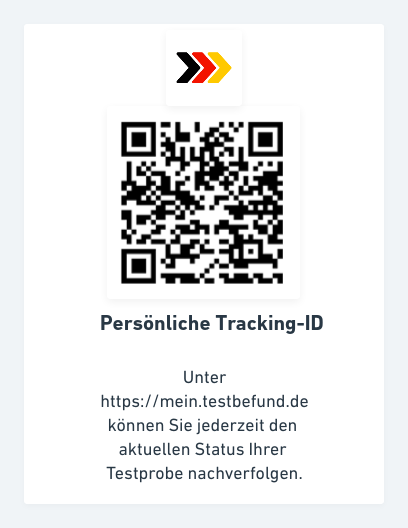 Persönliche Tracking-ID
Unter
https://mein.testbefund.de
können Sie jederzeit den
aktuellen Status Ihrer
Testprobe nachverfolgen.